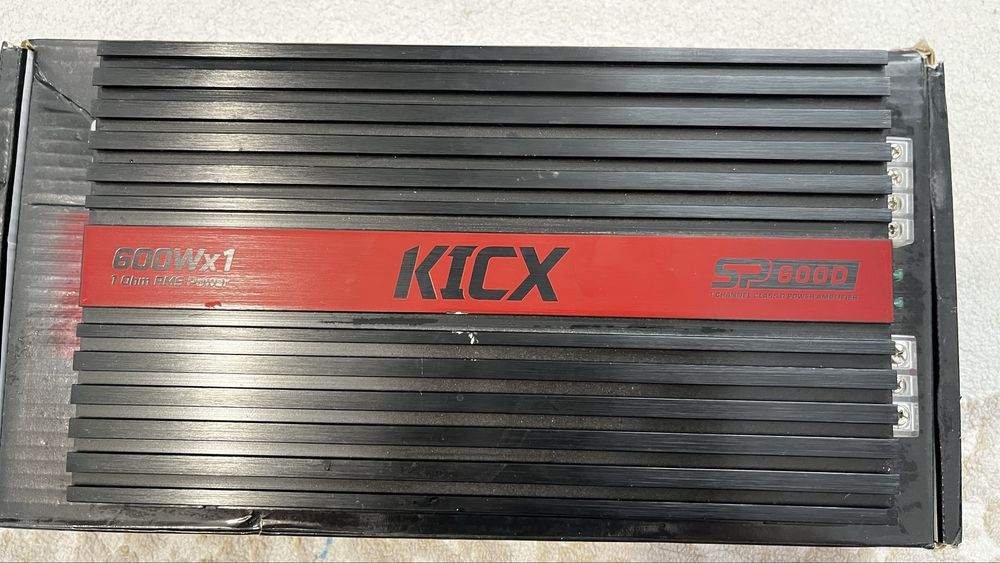 600Wx1
1 Ohm RMS Power
KICX
SP 600D
1 CHANNEL CLASS D POWER AMPLIFIER